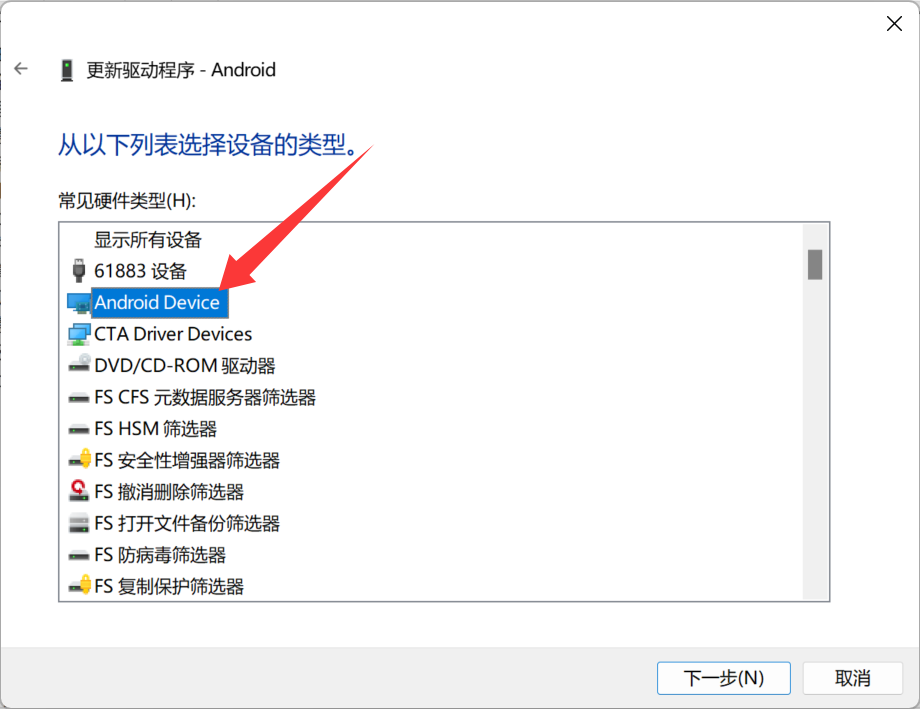 更新驱动程序 - Android
从以下列表选择设备的类型。
常见硬件类型(H):
显示所有设备
61883 设备
Android Device
CTA Driver Devices
DVD/CD-ROM 驱动器
FS CFS 元数据服务器筛选器
FS HSM 筛选器
FS 安全性增强器筛选器
FS 撤消删除筛选器
FS 打开文件备份筛选器
FS 防病毒筛选器
FS 复制保护筛选器
下一步(N)
取消